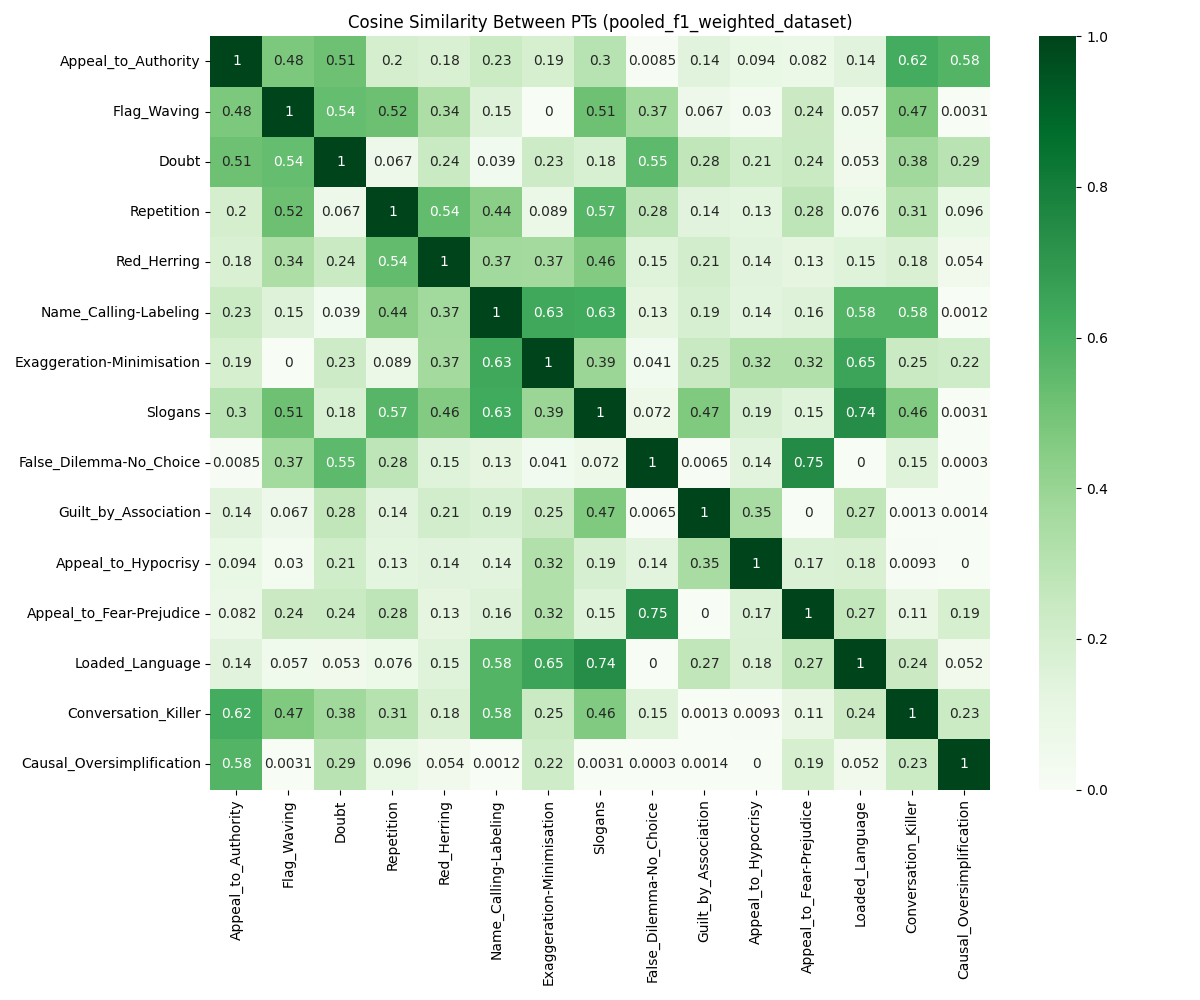 Cosine Similarity Between PTs (pooled_f1_weighted_dataset)
Appeal_to_Authority 1 0.48 0.51 0.2 0.18 0.23 0.19 0.3 0.0085 0.14 0.094 0.082 0.14 0.62 0.58
Flag_Waving 0.48 1 0.54 0.52 0.34 0.15 0 0.51 0.37 0.067 0.03 0.24 0.057 0.47 0.0031
Doubt 0.51 0.54 1 0.067 0.24 0.039 0.23 0.18 0.55 0.28 0.21 0.24 0.053 0.38 0.29
Repetition 0.2 0.52 0.067 1 0.54 0.44 0.089 0.57 0.28 0.14 0.13 0.28 0.076 0.31 0.096
Red_Herring 0.18 0.34 0.24 0.54 1 0.37 0.37 0.46 0.15 0.21 0.14 0.13 0.15 0.18 0.054
Name_Calling-Labeling 0.23 0.15 0.039 0.44 0.37 1 0.63 0.63 0.13 0.19 0.14 0.16 0.58 0.58 0.0012
Exaggeration-Minimisation 0.19 0 0.23 0.089 0.37 0.63 1 0.39 0.041 0.25 0.32 0.32 0.65 0.25 0.22
Slogans 0.3 0.51 0.18 0.57 0.46 0.63 0.39 1 0.072 0.47 0.19 0.15 0.74 0.46 0.0031
False_Dilemma-No_Choice 0.0085 0.37 0.55 0.28 0.15 0.13 0.041 0.072 1 0.0065 0.14 0.75 0 0.15 0.0003
Guilt_by_Association 0.14 0.067 0.28 0.14 0.21 0.19 0.25 0.47 0.0065 1 0.35 0 0.27 0.0013 0.0014
Appeal_to_Hypocrisy 0.094 0.03 0.21 0.13 0.14 0.14 0.32 0.19 0.14 0.35 1 0.17 0.18 0.0093 0
Appeal_to_Fear-Prejudice 0.082 0.24 0.24 0.28 0.13 0.16 0.32 0.15 0.75 0 0.17 1 0.27 0.11 0.19
Loaded_Language 0.14 0.057 0.053 0.076 0.15 0.58 0.65 0.74 0 0.27 0.18 0.27 1 0.24 0.052
Conversation_Killer 0.62 0.47 0.38 0.31 0.18 0.58 0.25 0.46 0.15 0.0013 0.0093 0.11 0.24 1 0.23
Causal_Oversimplification 0.58 0.0031 0.29 0.096 0.054 0.0012 0.22 0.0031 0.0003 0.0014 0 0.19 0.052 0.23 1
Appeal_to_Authority
Flag_Waving
Doubt
Repetition
Red_Herring
Name_Calling-Labeling
Exaggeration-Minimisation
Slogans
False_Dilemma-No_Choice
Guilt_by_Association
Appeal_to_Hypocrisy
Appeal_to_Fear-Prejudice
Loaded_Language
Conversation_Killer
Causal_Oversimplification
1.0
0.8
0.6
0.4
0.2
0.0